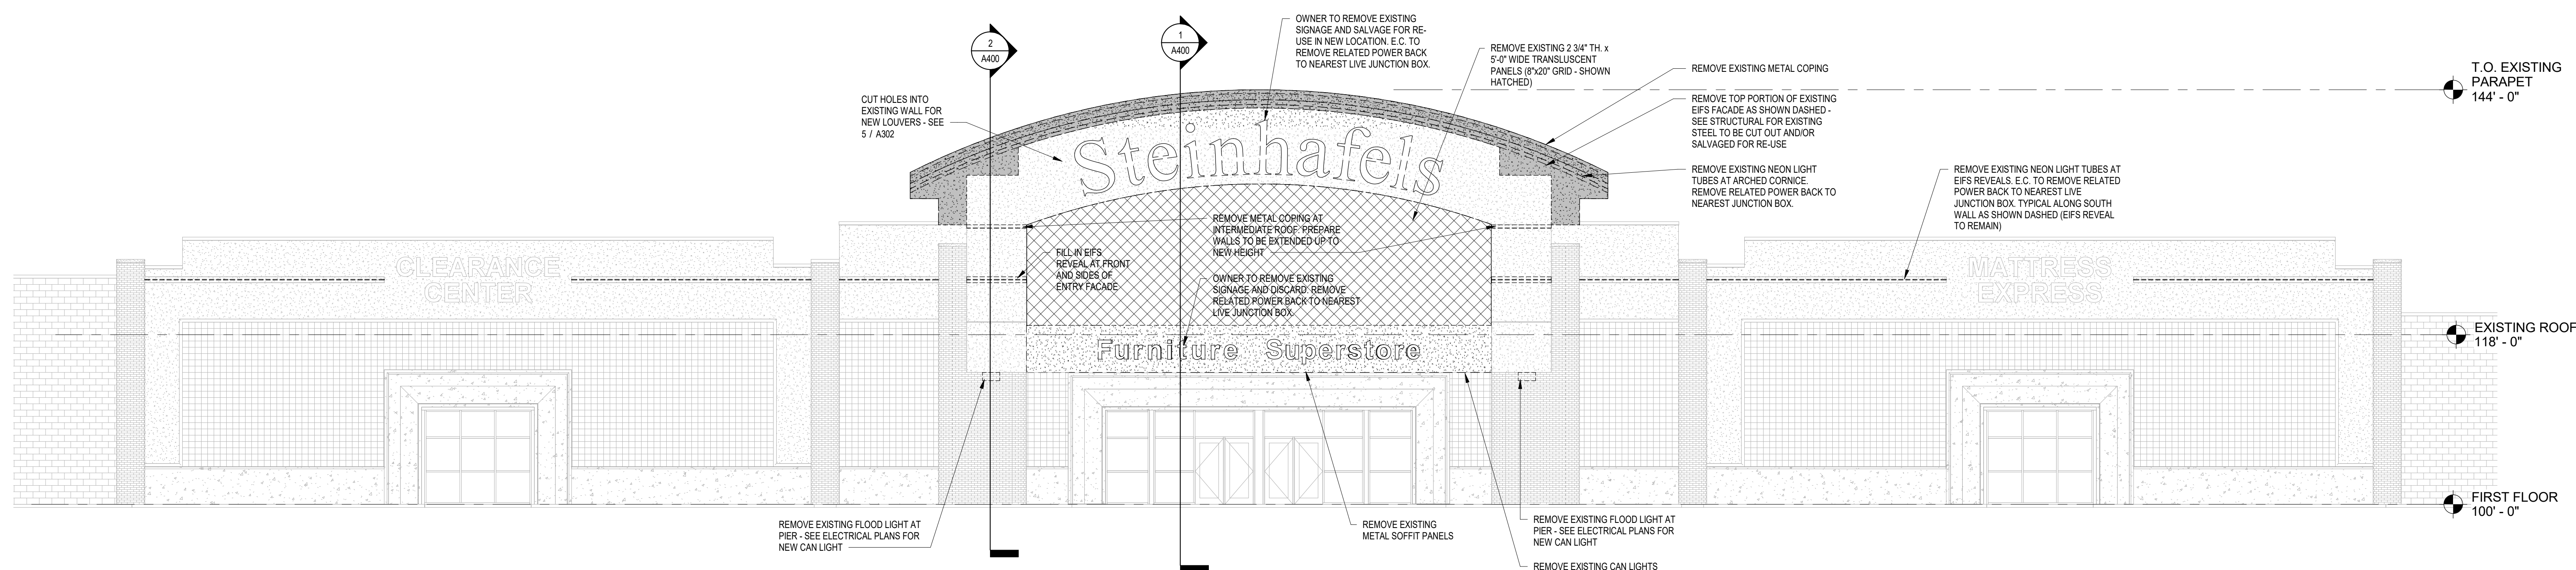 2
A400
1
A400
OWNER TO REMOVE EXISTING
SIGNAGE AND SALVAGE FOR RE-
USE IN NEW LOCATION. E.C. TO
REMOVE RELATED POWER BACK
TO NEAREST LIVE JUNCTION BOX.
REMOVE EXISTING 2 3/4" TH. x
5'-0" WIDE TRANSLUSCENT
PANELS (8"x20" GRID - SHOWN
HATCHED)
REMOVE EXISTING METAL COPING
T.O. EXISTING
PARAPET
144' - 0"
CUT HOLES INTO
EXISTING WALL FOR
NEW LOUVERS - SEE
5 / A302
REMOVE TOP PORTION OF EXISTING
EIFS FACADE AS SHOWN DASHED -
SEE STRUCTURAL FOR EXISTING
STEEL TO BE CUT OUT AND/OR
SALVAGED FOR RE-USE
Steinhafels
REMOVE EXISTING NEON LIGHT
TUBES AT ARCHED CORNICE.
REMOVE RELATED POWER BACK TO
NEAREST JUNCTION BOX.
REMOVE EXISTING NEON LIGHT TUBES AT
EIFS REVEALS. E.C. TO REMOVE RELATED
POWER BACK TO NEAREST LIVE
JUNCTION BOX. TYPICAL ALONG SOUTH
WALL AS SHOWN DASHED (EIFS REVEAL
TO REMAIN)
REMOVE METAL COPING AT
INTERMEDIATE ROOF. PREPARE
WALLS TO BE EXTENDED UP TO
NEW HEIGHT
FILL IN EIFS
REVEAL AT FRONT
AND SIDES OF
ENTRY FACADE
OWNER TO REMOVE EXISTING
SIGNAGE AND DISCARD. REMOVE
RELATED POWER BACK TO NEAREST
LIVE JUNCTION BOX.
CLEARANCE
CENTER
MATTRESS
EXPRESS
EXISTING ROOF
118' - 0"
Furniture Superstore
FIRST FLOOR
100' - 0"
REMOVE EXISTING FLOOD LIGHT AT
PIER - SEE ELECTRICAL PLANS FOR
NEW CAN LIGHT
REMOVE EXISTING
METAL SOFFIT PANELS
REMOVE EXISTING FLOOD LIGHT AT
PIER - SEE ELECTRICAL PLANS FOR
NEW CAN LIGHT
REMOVE EXISTING CAN LIGHTS